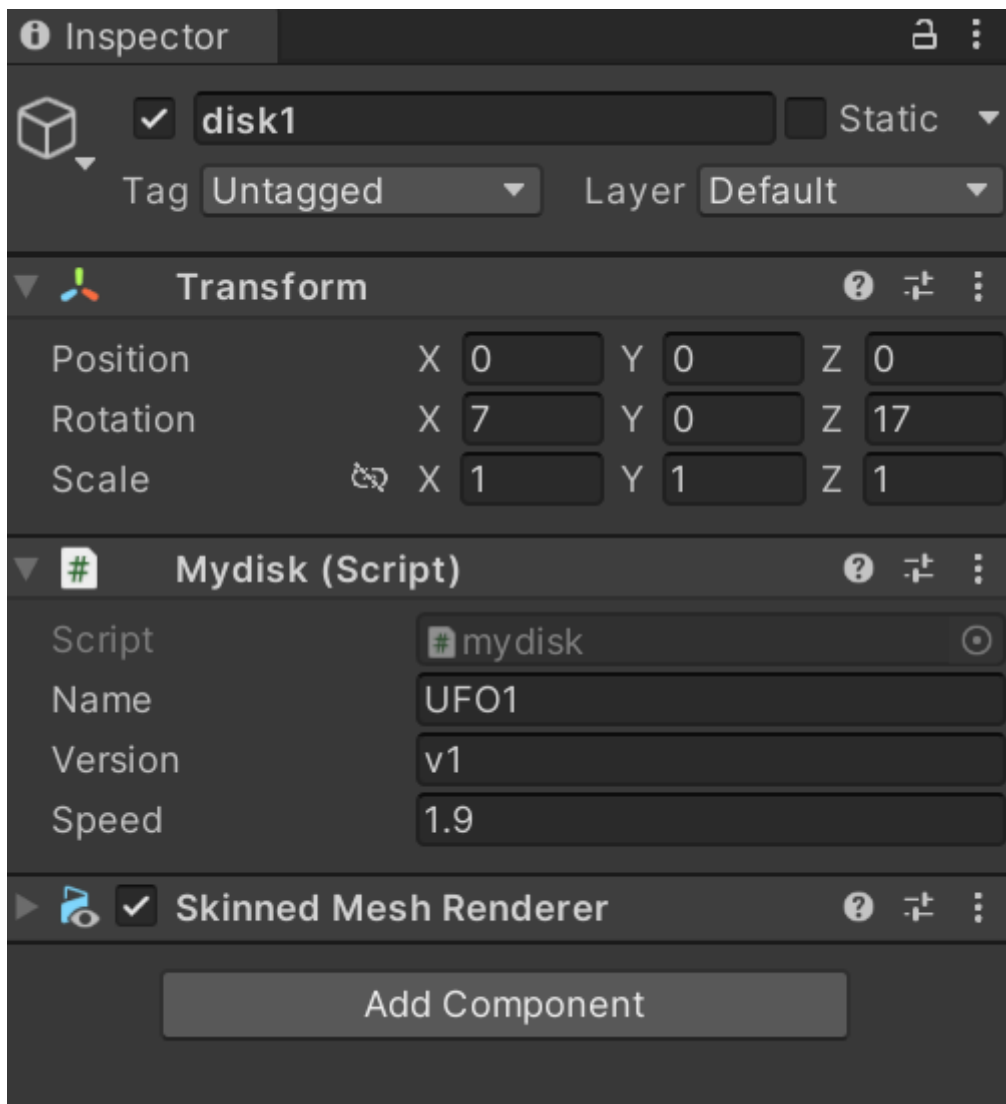 Inspector
disk1 Static
Tag Untagged Layer Default
Transform
Position X 0 Y 0 Z 0
Rotation X 7 Y 0 Z 17
Scale X 1 Y 1 Z 1
# Mydisk (Script)
Script # mydisk
Name UFO1
Version v1
Speed 1.9
Skinned Mesh Renderer
Add Component